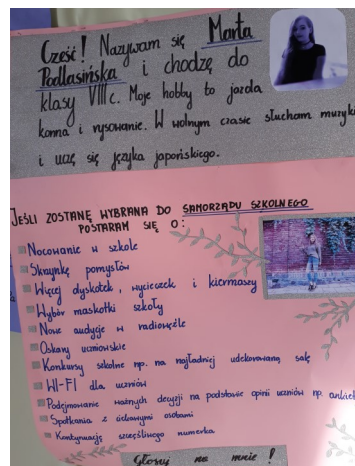 Cześć! Nazywam się Marta
Podlasińska i chodzę do
klasy VIII c. Moje hobby to jazda
konna i rysowanie. W wolnym czasie słucham muzyki
i uczę się języka japońskiego.
JEŚLI ZOSTANĘ WYBRANA DO SAMORZĄDU SZKOLNEGO
POSTARAM SIĘ O:
Nocowanie w szkole
Skrzynkę pomysłów
Więcej dyskotek, wycieczek i kiermaszy
Wybór maskotki szkoły
Nowe audycje w radiowęźle
Oskary uczniowskie
Konkursy szkolne np. na najładniej udekorowaną salę
WI-FI dla uczniów
Podejmowanie ważnych decyzji na podstawie opinii uczniów np. ankiet
Spotkania z ciekawymi osobami
Kontynuację szczęśliwego numerka
Głosuj na mnie!